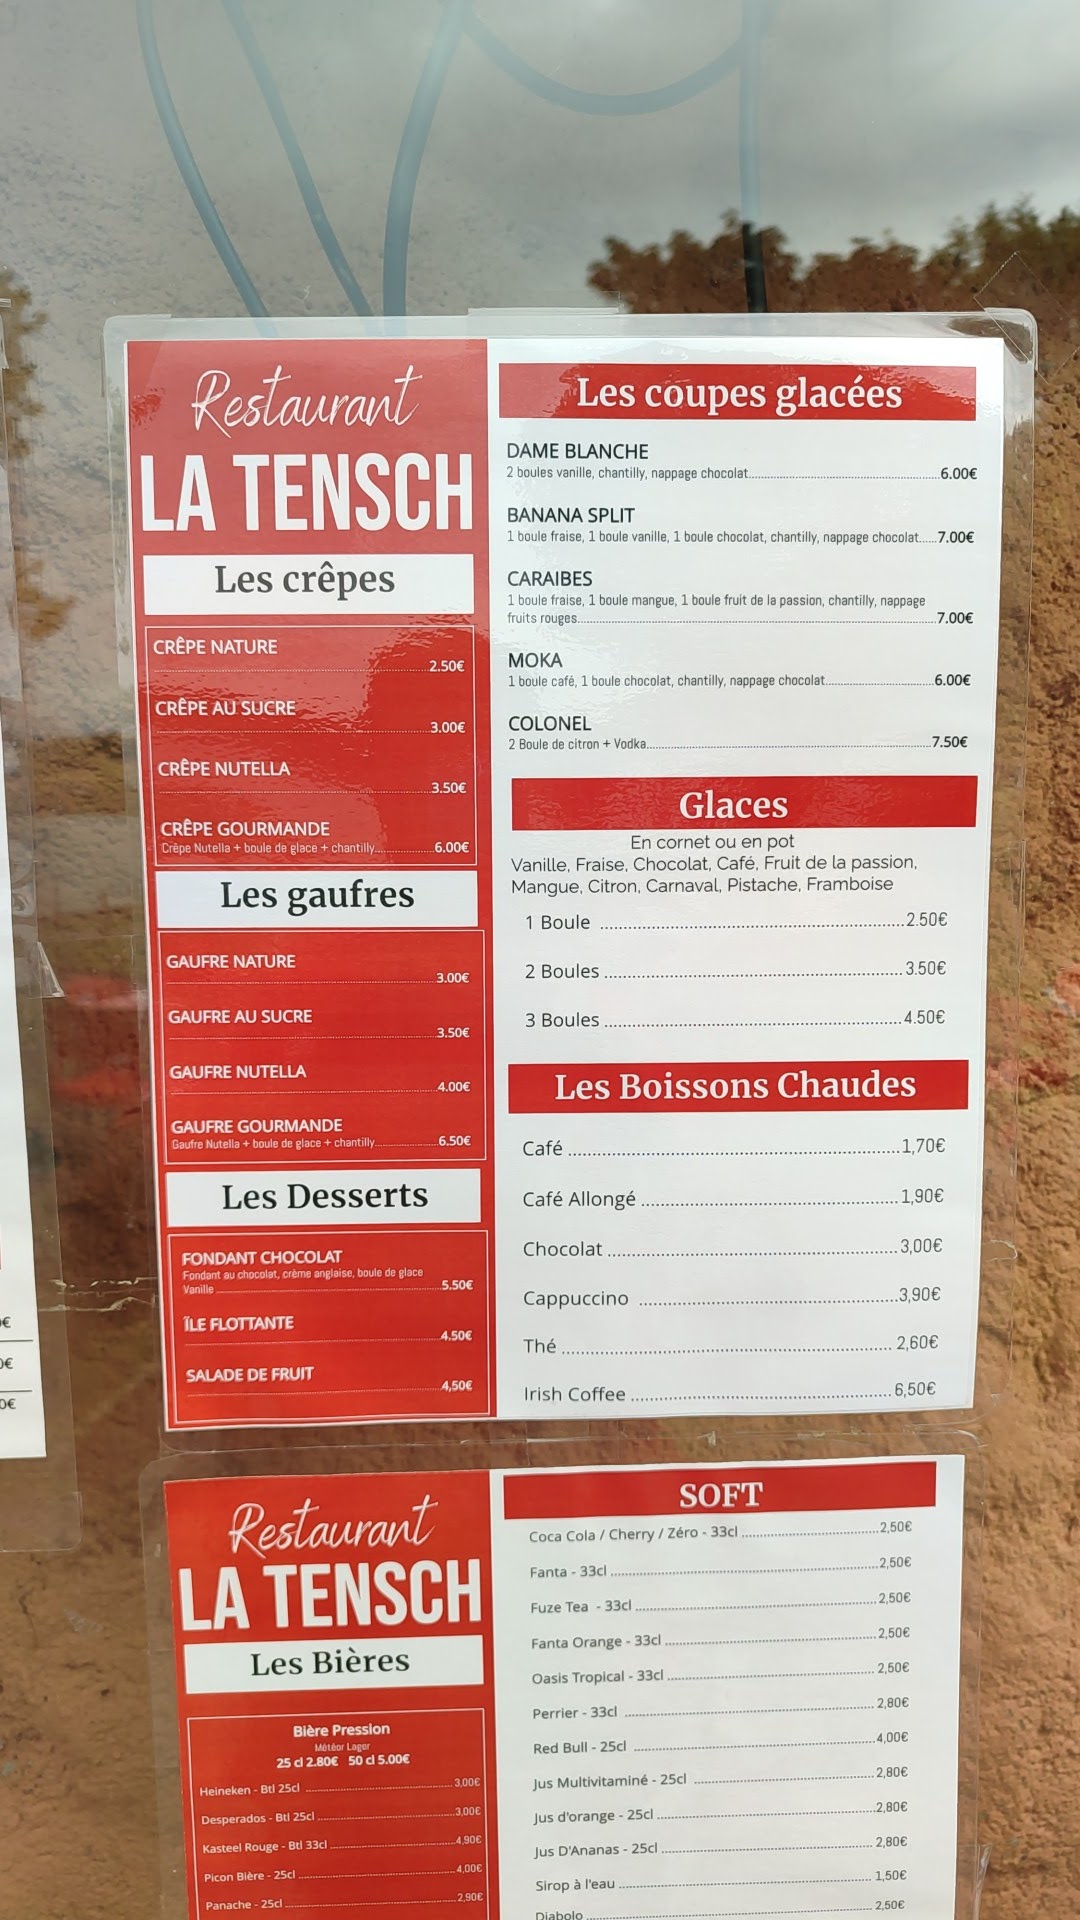 Restaurant
LA TENSCH
Les crêpes
CRÊPE NATURE
2.50€
CRÊPE AU SUCRE
3.00€
CRÊPE NUTELLA
3.50€
CRÊPE GOURMANDE
Crêpe Nutella + boule de glace + chantilly 6.00€
Les gaufres
GAUFRE NATURE
3.00€
GAUFRE AU SUCRE
3.50€
GAUFRE NUTELLA
4.00€
GAUFRE GOURMANDE
Gaufre Nutella + boule de glace + chantilly 6.50€
Les Desserts
FONDANT CHOCOLAT
Fondant au chocolat, crème anglaise, boule de glace
Vanille 5.50€
ÎLE FLOTTANTE
4.50€
SALADE DE FRUIT
4,50€
Les coupes glacées
DAME BLANCHE
2 boules vanille, chantilly, nappage chocolat 6.00€
BANANA SPLIT
1 boule fraise, 1 boule vanille, 1 boule chocolat, chantilly, nappage chocolat 7.00€
CARAIBES
1 boule fraise, 1 boule mangue, 1 boule fruit de la passion, chantilly, nappage
fruits rouges 7.00€
MOKA
1 boule café, 1 boule chocolat, chantilly, nappage chocolat 6.00€
COLONEL
2 Boule de citron + Vodka 7.50€
Glaces
En cornet ou en pot
Vanille, Fraise, Chocolat, Café, Fruit de la passion,
Mangue, Citron, Carnaval, Pistache, Framboise
1 Boule 2.50€
2 Boules 3.50€
3 Boules 4.50€
Les Boissons Chaudes
Café 1,70€
Café Allongé 1,90€
Chocolat 3,00€
Cappuccino 3,90€
Thé 2,60€
Irish Coffee 6,50€
Restaurant
LA TENSCH
Les Bières
Bière Pression
Météor Lager
25 cl 2.80€ 50 cl 5.00€
Heineken - Btl 25cl 3,00€
Desperados - Btl 25cl 3,00€
Kasteel Rouge - Btl 33cl 4,90€
Picon Bière - 25cl 4,00€
Panache - 25cl 2,90€
SOFT
Coca Cola / Cherry / Zéro - 33cl 2,50€
Fanta - 33cl 2,50€
Fuze Tea - 33cl 2,50€
Fanta Orange - 33cl 2,50€
Oasis Tropical - 33cl 2,50€
Perrier - 33cl 2,80€
Red Bull - 25cl 4,00€
Jus Multivitaminé - 25cl 2,80€
Jus d'orange - 25cl 2,80€
Jus D'Ananas - 25cl 2,80€
Sirop à l'eau 1,50€
Diabolo 2,50€